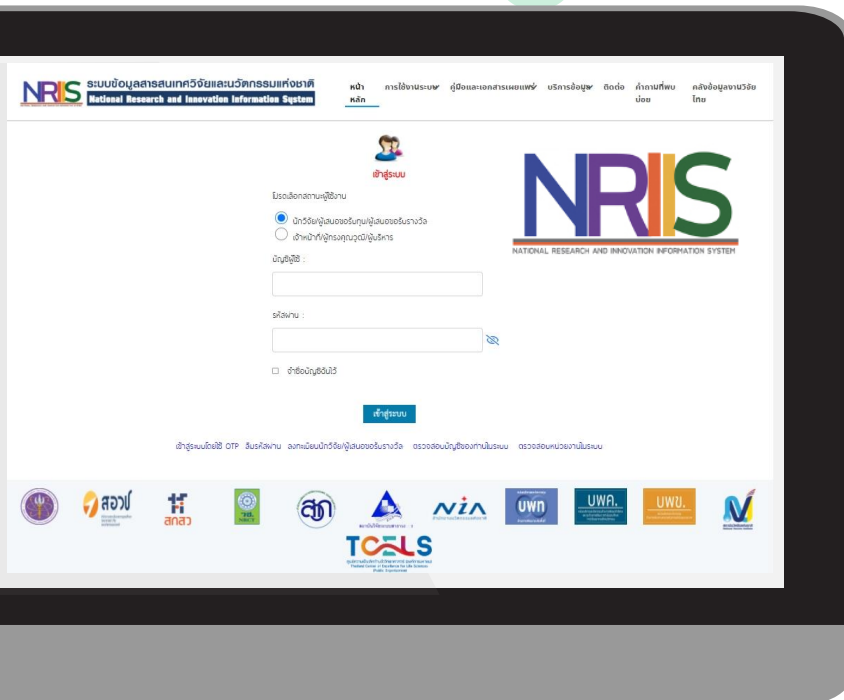 NRIIS
ระบบข้อมูลสารสนเทศวิจัยและนวัตกรรมแห่งชาติ
National Research and Innovation Information System
หน้าหลัก
การใช้งานระบบ
คู่มือและเอกสารเผยแพร่
บริการข้อมูล
ติดต่อ
คำถามที่พบบ่อย
คลังข้อมูลงานวิจัยไทย
เข้าสู่ระบบ
โปรดเลือกสถานะผู้ใช้งาน
นักวิจัย/ผู้เสนอขอรับทุน/ผู้เสนอขอรับรางวัล
เจ้าหน้าที่/ผู้ทรงคุณวุฒิ/ผู้บริหาร
บัญชีผู้ใช้ :
รหัสผ่าน :
จำชื่อบัญชีฉันไว้
เข้าสู่ระบบ
เข้าสู่ระบบโดยใช้ OTP ลืมรหัสผ่าน ลงทะเบียนนักวิจัย/ผู้เสนอขอรับรางวัล ตรวจสอบบัญชีของท่านในระบบ ตรวจสอบหน่วยงานในระบบ
NRIIS
NATIONAL RESEARCH AND INNOVATION INFORMATION SYSTEM
สอวช
สกสว
วช.
สวก
NIA
บพท
บพค.
บพข.
TCELS